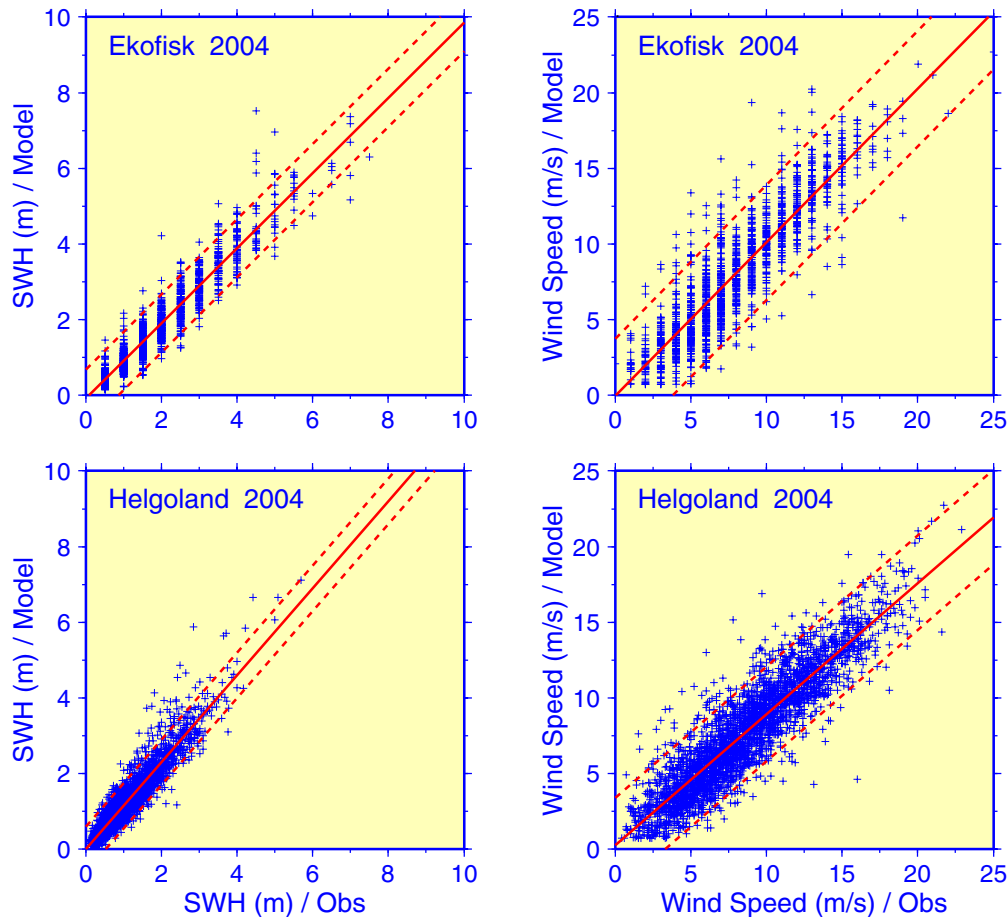 10
8
6
4
2
0
SWH (m) / Model
Ekofisk 2004
0 2 4 6 8 10
25
20
15
10
5
0
Wind Speed (m/s) / Model
Ekofisk 2004
0 5 10 15 20 25
10
8
6
4
2
0
SWH (m) / Model
Helgoland 2004
0 2 4 6 8 10
SWH (m) / Obs
25
20
15
10
5
0
Wind Speed (m/s) / Model
Helgoland 2004
0 5 10 15 20 25
Wind Speed (m/s) / Obs